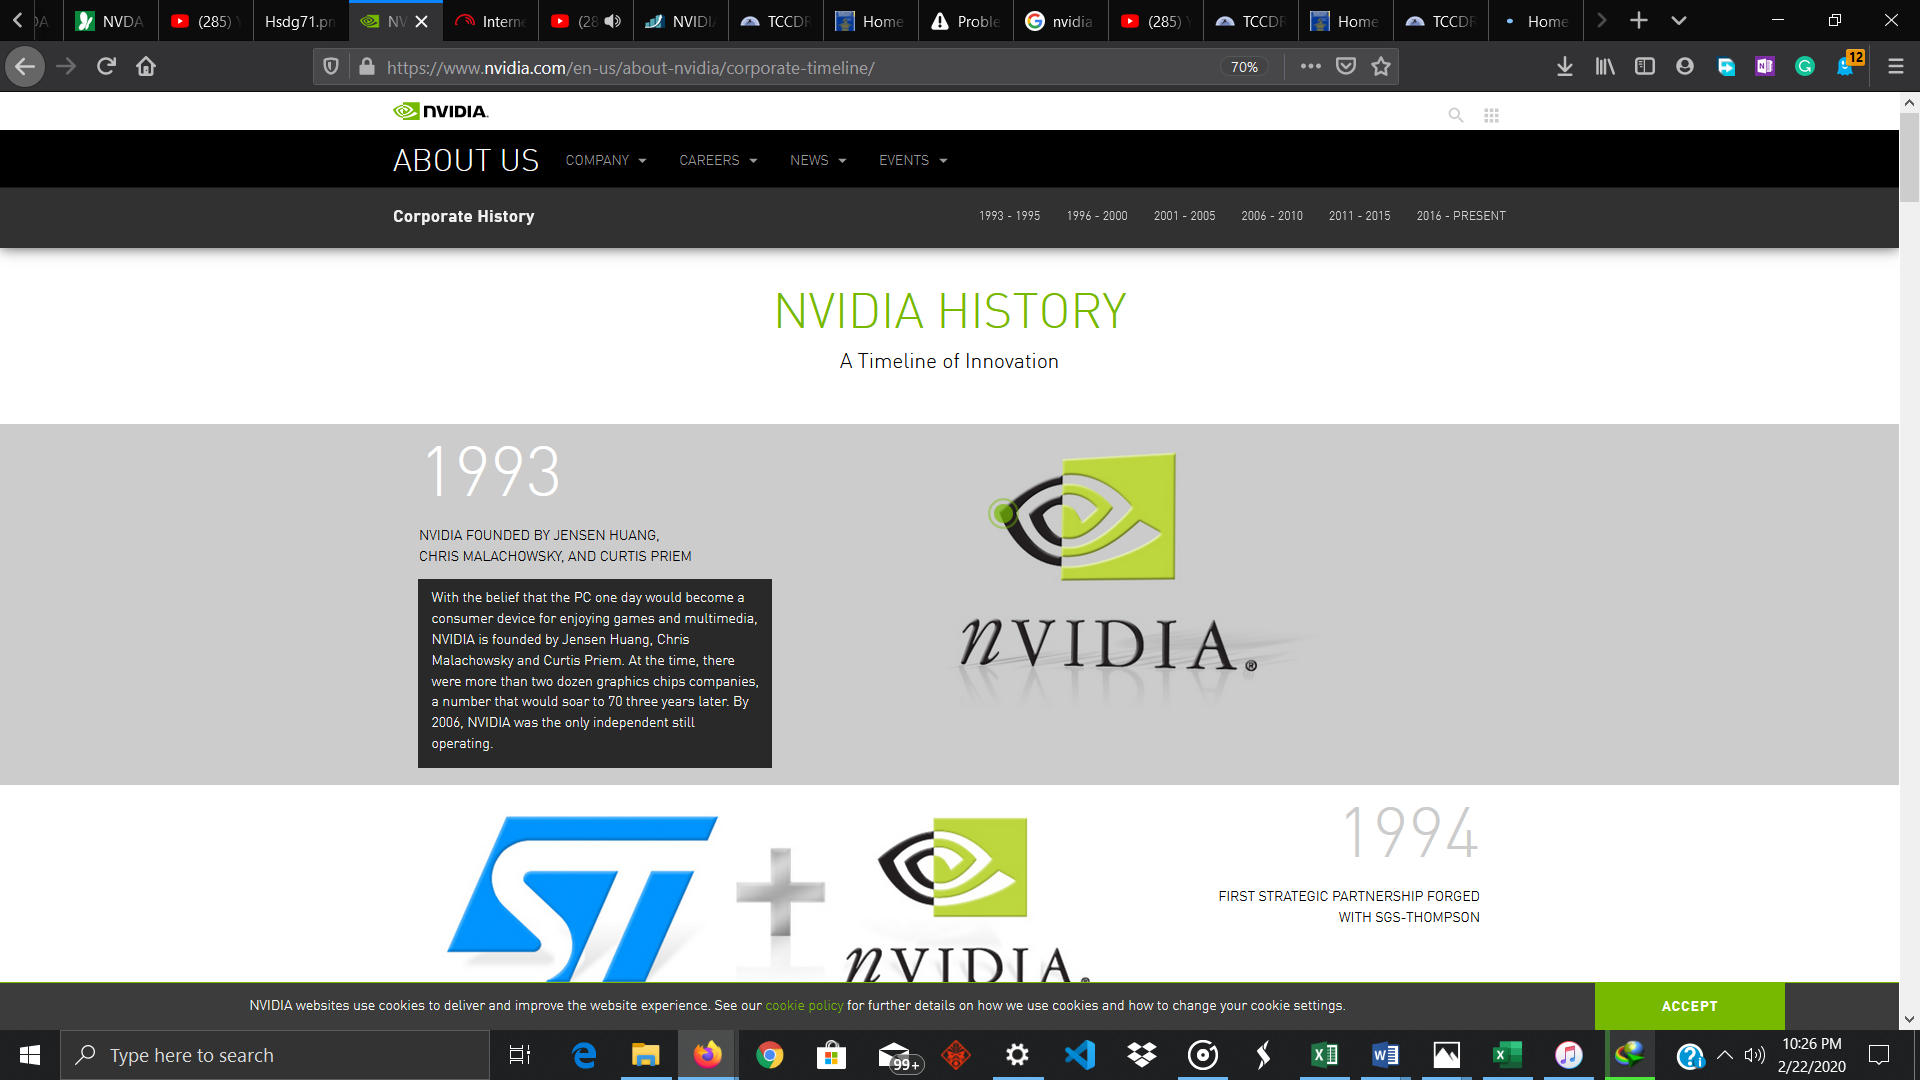 DA
NVDA
(285) Y
Hsdg71.pn
NV
Interne
(28
NVIDIA
TCCDR
Home
Proble
nvidia
(285) Y
TCCDR
Home
TCCDR
Home
https://www.nvidia.com/en-us/about-nvidia/corporate-timeline/
70%
12
NVIDIA.
ABOUT US
COMPANY
CAREERS
NEWS
EVENTS
Corporate History
1993 - 1995
1996 - 2000
2001 - 2005
2006 - 2010
2011 - 2015
2016 - PRESENT
NVIDIA HISTORY
A Timeline of Innovation
1993
NVIDIA FOUNDED BY JENSEN HUANG,
CHRIS MALACHOWSKY, AND CURTIS PRIEM
With the belief that the PC one day would become a
consumer device for enjoying games and multimedia,
NVIDIA is founded by Jensen Huang, Chris
Malachowsky and Curtis Priem. At the time, there
were more than two dozen graphics chips companies,
a number that would soar to 70 three years later. By
2006, NVIDIA was the only independent still
operating.
nVIDIA.®
ST
nVIDIA.
1994
FIRST STRATEGIC PARTNERSHIP FORGED
WITH SGS-THOMPSON
NVIDIA websites use cookies to deliver and improve the website experience. See our cookie policy for further details on how we use cookies and how to change your cookie settings.
ACCEPT
Type here to search
99+
10:26 PM
2/22/2020